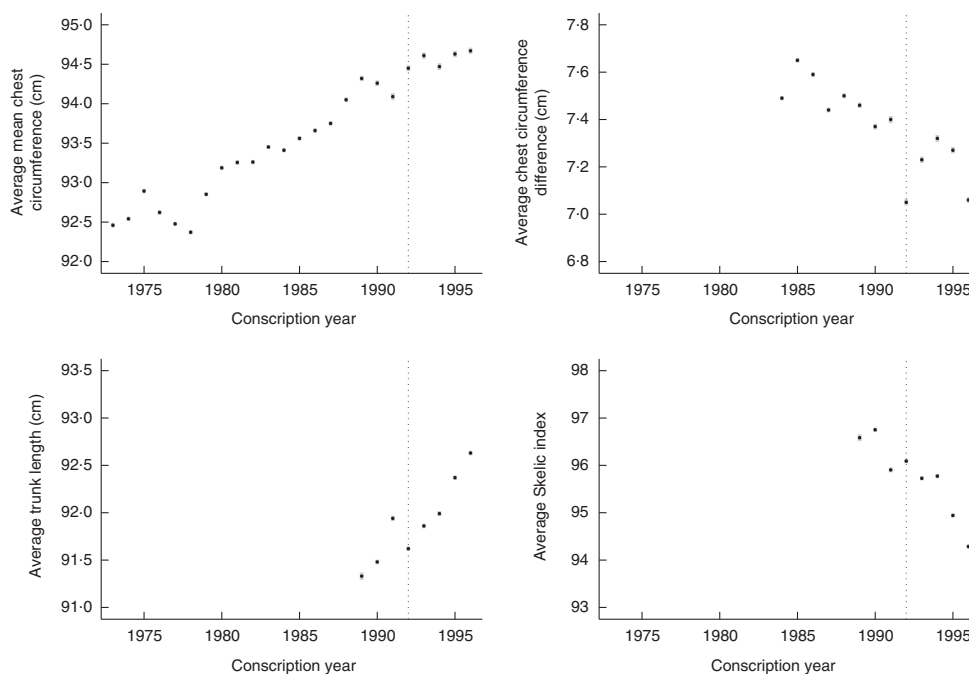 Average mean chest
circumference (cm)
95·0
94·5
94·0
93·5
93·0
92·5
92·0
1975 1980 1985 1990 1995
Conscription year
Average chest circumference
difference (cm)
7·8
7·6
7·4
7·2
7·0
6·8
1975 1980 1985 1990 1995
Conscription year
Average trunk length (cm)
93·5
93·0
92·5
92·0
91·5
91·0
1975 1980 1985 1990 1995
Conscription year
Average Skelic index
98
97
96
95
94
93
1975 1980 1985 1990 1995
Conscription year